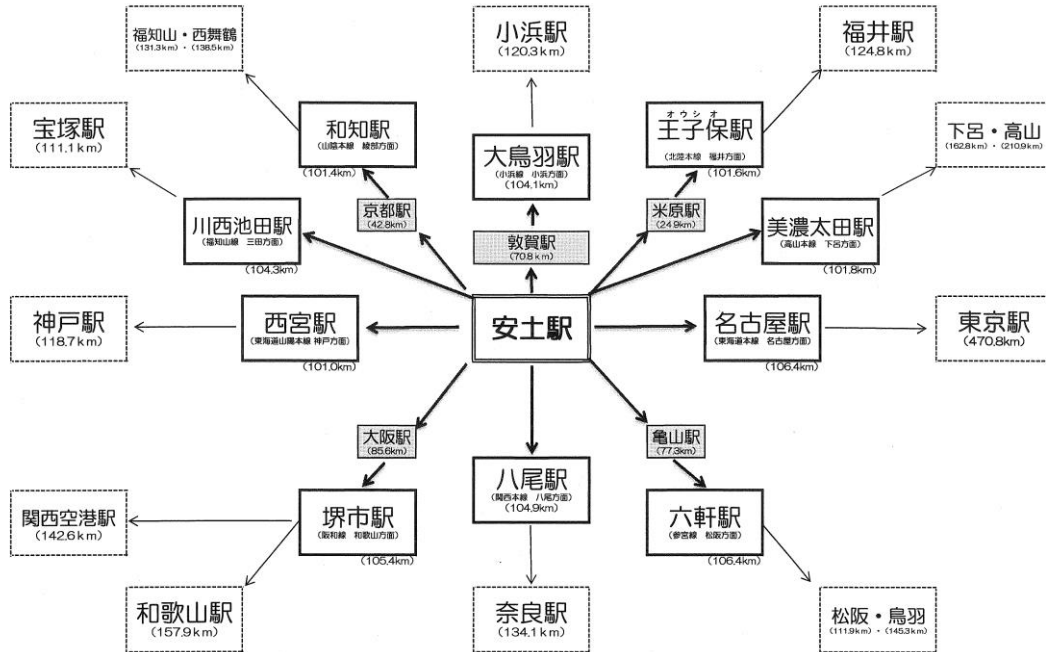 福知山・西舞鶴
(131.3km)・(138.5km)
小浜駅
(120.3km)
福井駅
(124.8km)
宝塚駅
(111.1km)
和知駅
(山陰本線 綾部方面)
(101.4km)
大鳥羽駅
(小浜線 小浜方面)
(104.1km)
オウシオ
王子保駅
(北陸本線 福井方面)
(101.6km)
下呂・高山
(162.8km)・(210.9km)
川西池田駅
(福知山線 三田方面)
(104.3km)
京都駅
(42.8km)
敦賀駅
(70.8km)
米原駅
(24.9km)
美濃太田駅
(高山本線 下呂方面)
(101.8km)
神戸駅
(118.7km)
西宮駅
(東海道山陽本線 神戸方面)
(101.0km)
安土駅
名古屋駅
(東海道本線 名古屋方面)
(106.4km)
東京駅
(470.8km)
大阪駅
(85.6km)
亀山駅
(77.3km)
関西空港駅
(142.6km)
堺市駅
(阪和線 和歌山方面)
(105.4km)
八尾駅
(関西本線 八尾方面)
(104.9km)
六軒駅
(参宮線 松阪方面)
(106.4km)
和歌山駅
(157.9km)
奈良駅
(134.1km)
松阪・鳥羽
(111.9km)・(145.3km)